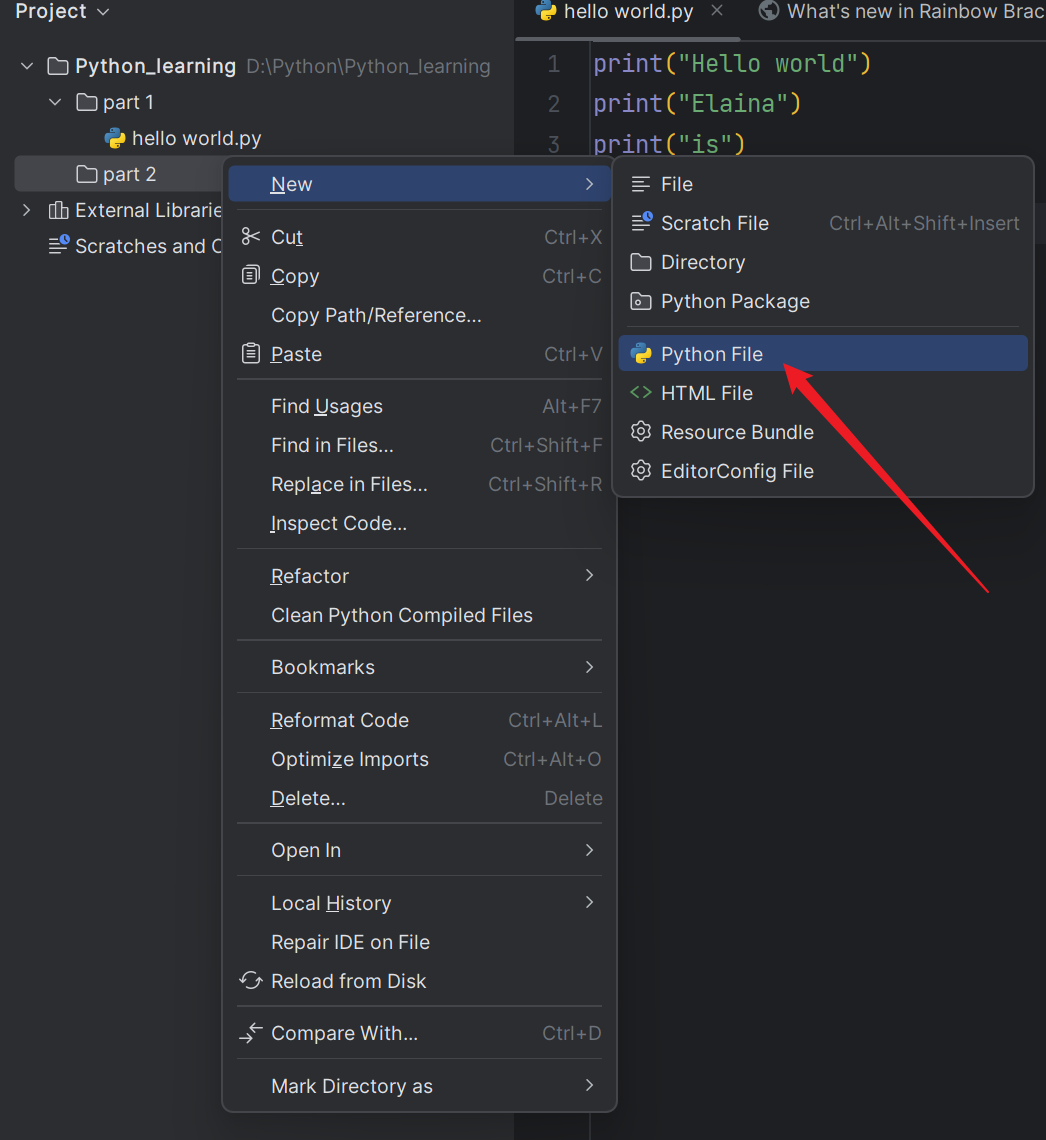 Project
hello world.py
What's new in Rainbow Brac
Python_learning D:\Python\Python_learning
part 1
hello world.py
part 2
External Librarie
Scratches and C
1 print("Hello world")
2 print("Elaina")
3 print("is")
New
Cut Ctrl+X
Copy Ctrl+C
Copy Path/Reference...
Paste Ctrl+V
Find Usages Alt+F7
Find in Files... Ctrl+Shift+F
Replace in Files... Ctrl+Shift+R
Inspect Code...
Refactor
Clean Python Compiled Files
Bookmarks
Reformat Code Ctrl+Alt+L
Optimize Imports Ctrl+Alt+O
Delete... Delete
Open In
Local History
Repair IDE on File
Reload from Disk
Compare With... Ctrl+D
Mark Directory as
File
Scratch File Ctrl+Alt+Shift+Insert
Directory
Python Package
Python File
HTML File
Resource Bundle
EditorConfig File